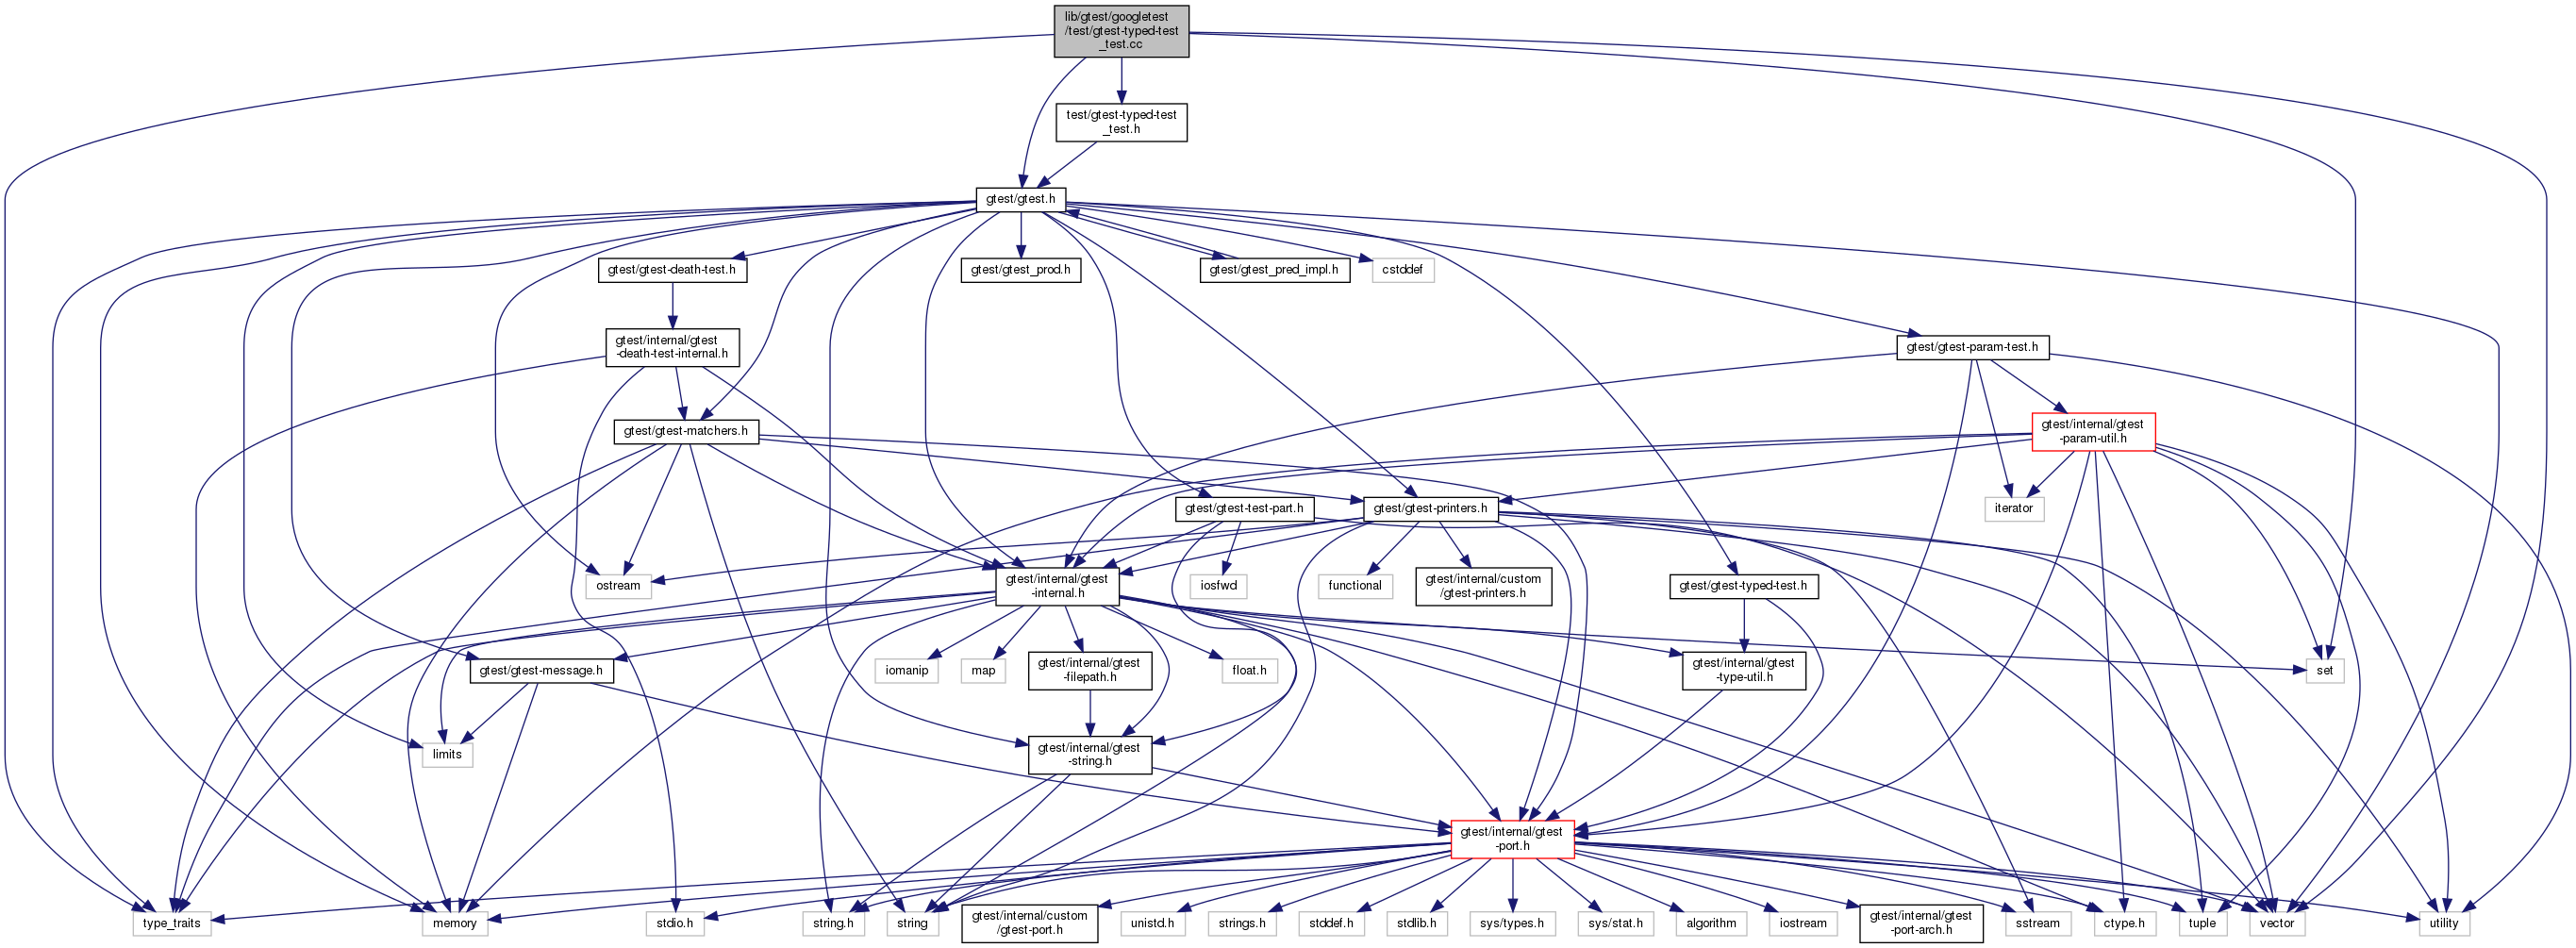 lib/gtest/googletest
/test/gtest-typed-test
_test.cc
test/gtest-typed-test
_test.h
gtest/gtest.h
gtest/gtest-death-test.h
gtest/gtest_prod.h
gtest/gtest_pred_impl.h
cstddef
gtest/internal/gtest
-death-test-internal.h
gtest/gtest-param-test.h
gtest/gtest-matchers.h
gtest/internal/gtest
-param-util.h
gtest/gtest-test-part.h
gtest/gtest-printers.h
iterator
ostream
gtest/internal/gtest
-internal.h
iosfwd
functional
gtest/internal/custom
/gtest-printers.h
gtest/gtest-typed-test.h
gtest/gtest-message.h
iomanip
map
gtest/internal/gtest
-filepath.h
float.h
gtest/internal/gtest
-type-util.h
set
limits
gtest/internal/gtest
-string.h
gtest/internal/gtest
-port.h
type_traits
memory
stdio.h
string.h
string
gtest/internal/custom
/gtest-port.h
unistd.h
strings.h
stddef.h
stdlib.h
sys/types.h
sys/stat.h
algorithm
iostream
gtest/internal/gtest
-port-arch.h
sstream
ctype.h
tuple
vector
utility